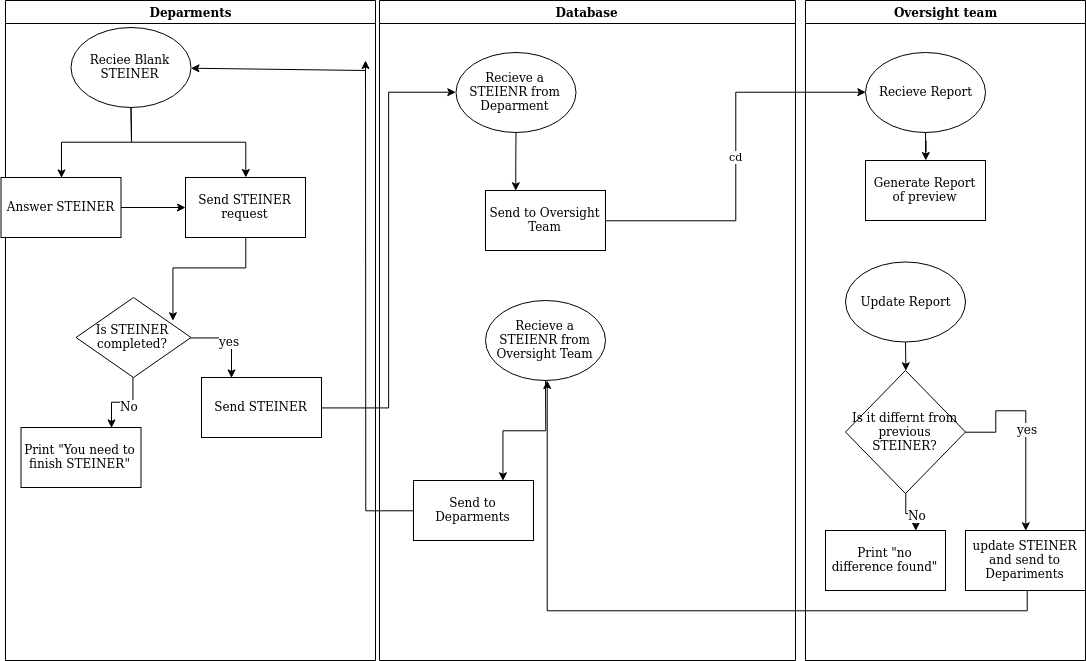 Deparments
Database
Oversight team
Reciee Blank
STEINER
Answer STEINER
Send STEINER
request
Is STEINER
completed?
yes
No
Send STEINER
Print "You need to
finish STEINER"
Recieve a
STEIENR from
Deparment
Send to Oversight
Team
cd
Recieve a
STEIENR from
Oversight Team
Send to
Deparments
Recieve Report
Generate Report
of preview
Update Report
Is it differnt from
previous
STEINER?
yes
No
Print "no
difference found"
update STEINER
and send to
Depariments